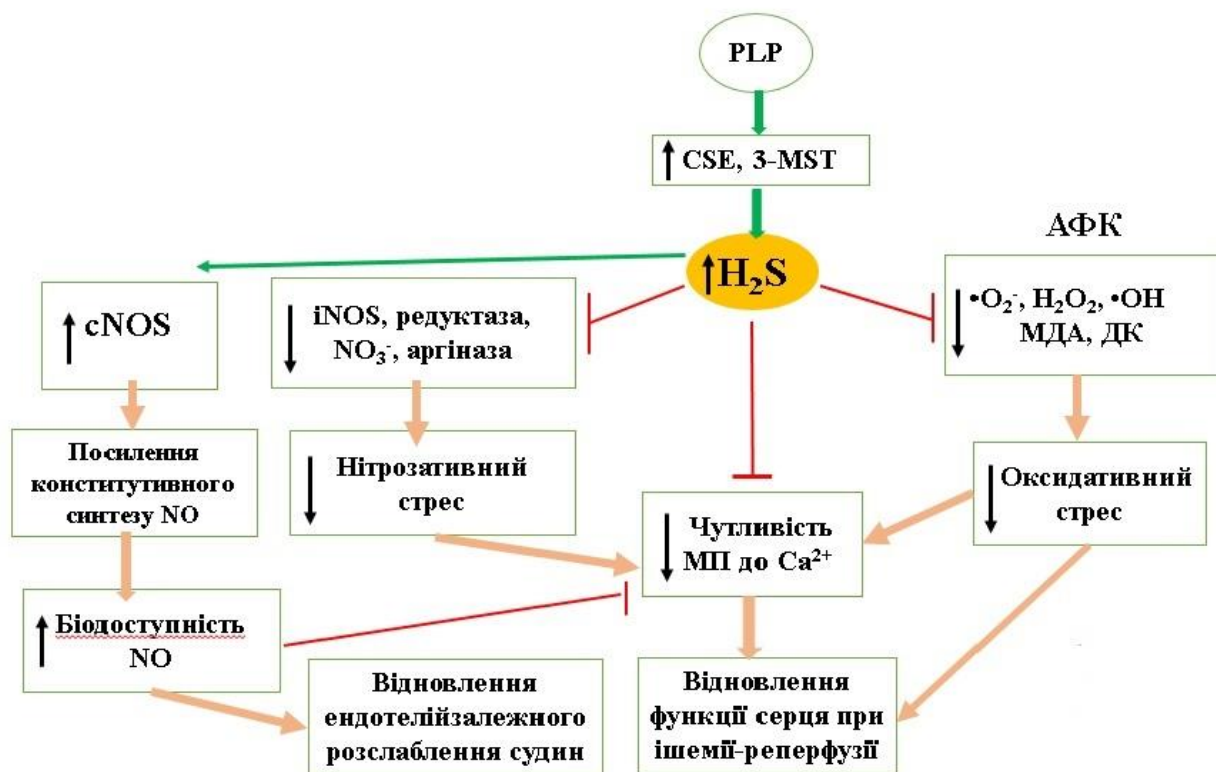 PLP
CSE, 3-MST
АФК
H₂S
cNOS
iNOS, редуктаза,
NO₃⁻, аргіназа
•O₂⁻, H₂O₂, •OH
МДА, ДК
Посилення
конститутивного
синтезу NO
Нітрозативний
стрес
Чутливість
МП до Ca²⁺
Оксидативний
стрес
Біодоступність
NO
Відновлення
ендотелійзалежного
розслаблення судин
Відновлення
функції серця при
ішемії-реперфузії